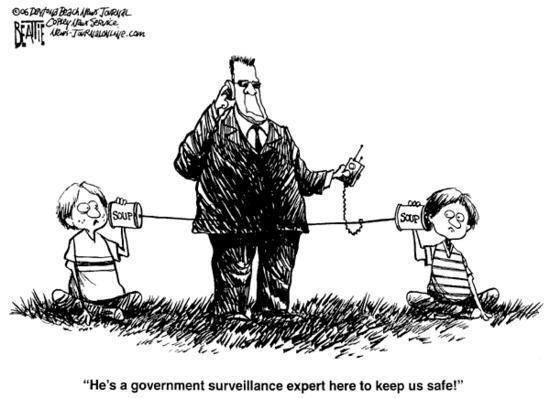 ©06 Daytona Beach News Journal
Copley News Service
BEATTIE News-Journalonline.com
SOUP
SOUP
"He's a government surveillance expert here to keep us safe!"